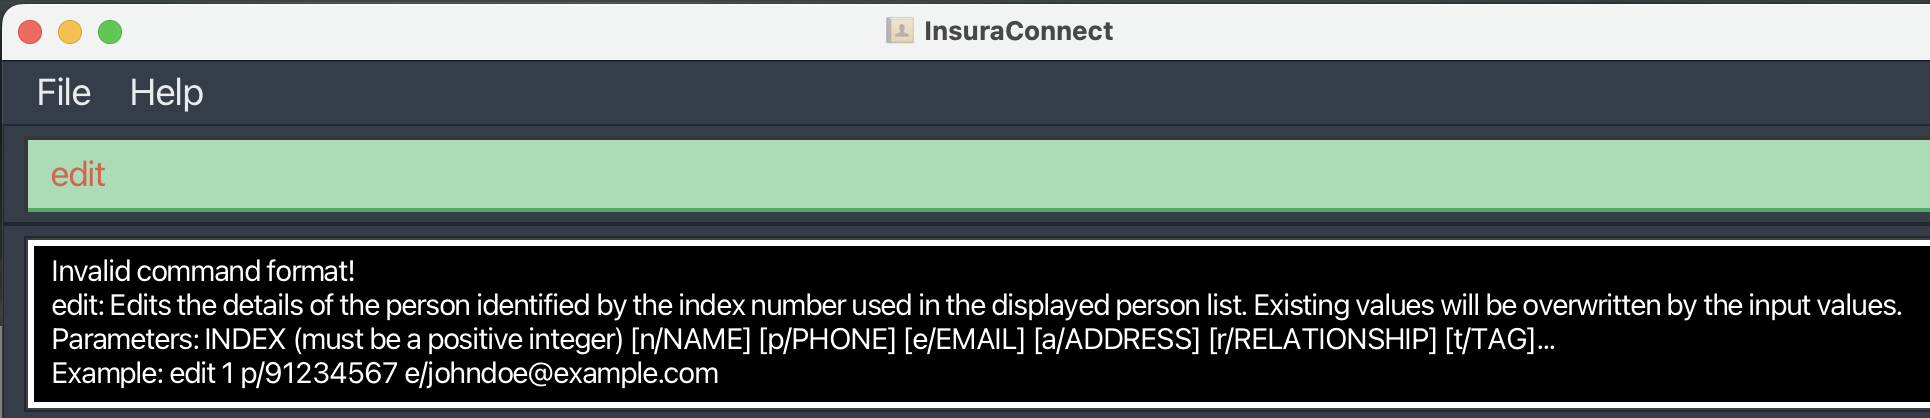 InsuraConnect
File Help
edit
Invalid command format!
edit: Edits the details of the person identified by the index number used in the displayed person list. Existing values will be overwritten by the input values.
Parameters: INDEX (must be a positive integer) [n/NAME] [p/PHONE] [e/EMAIL] [a/ADDRESS] [r/RELATIONSHIP] [t/TAG]...
Example: edit 1 p/91234567 e/johndoe@example.com